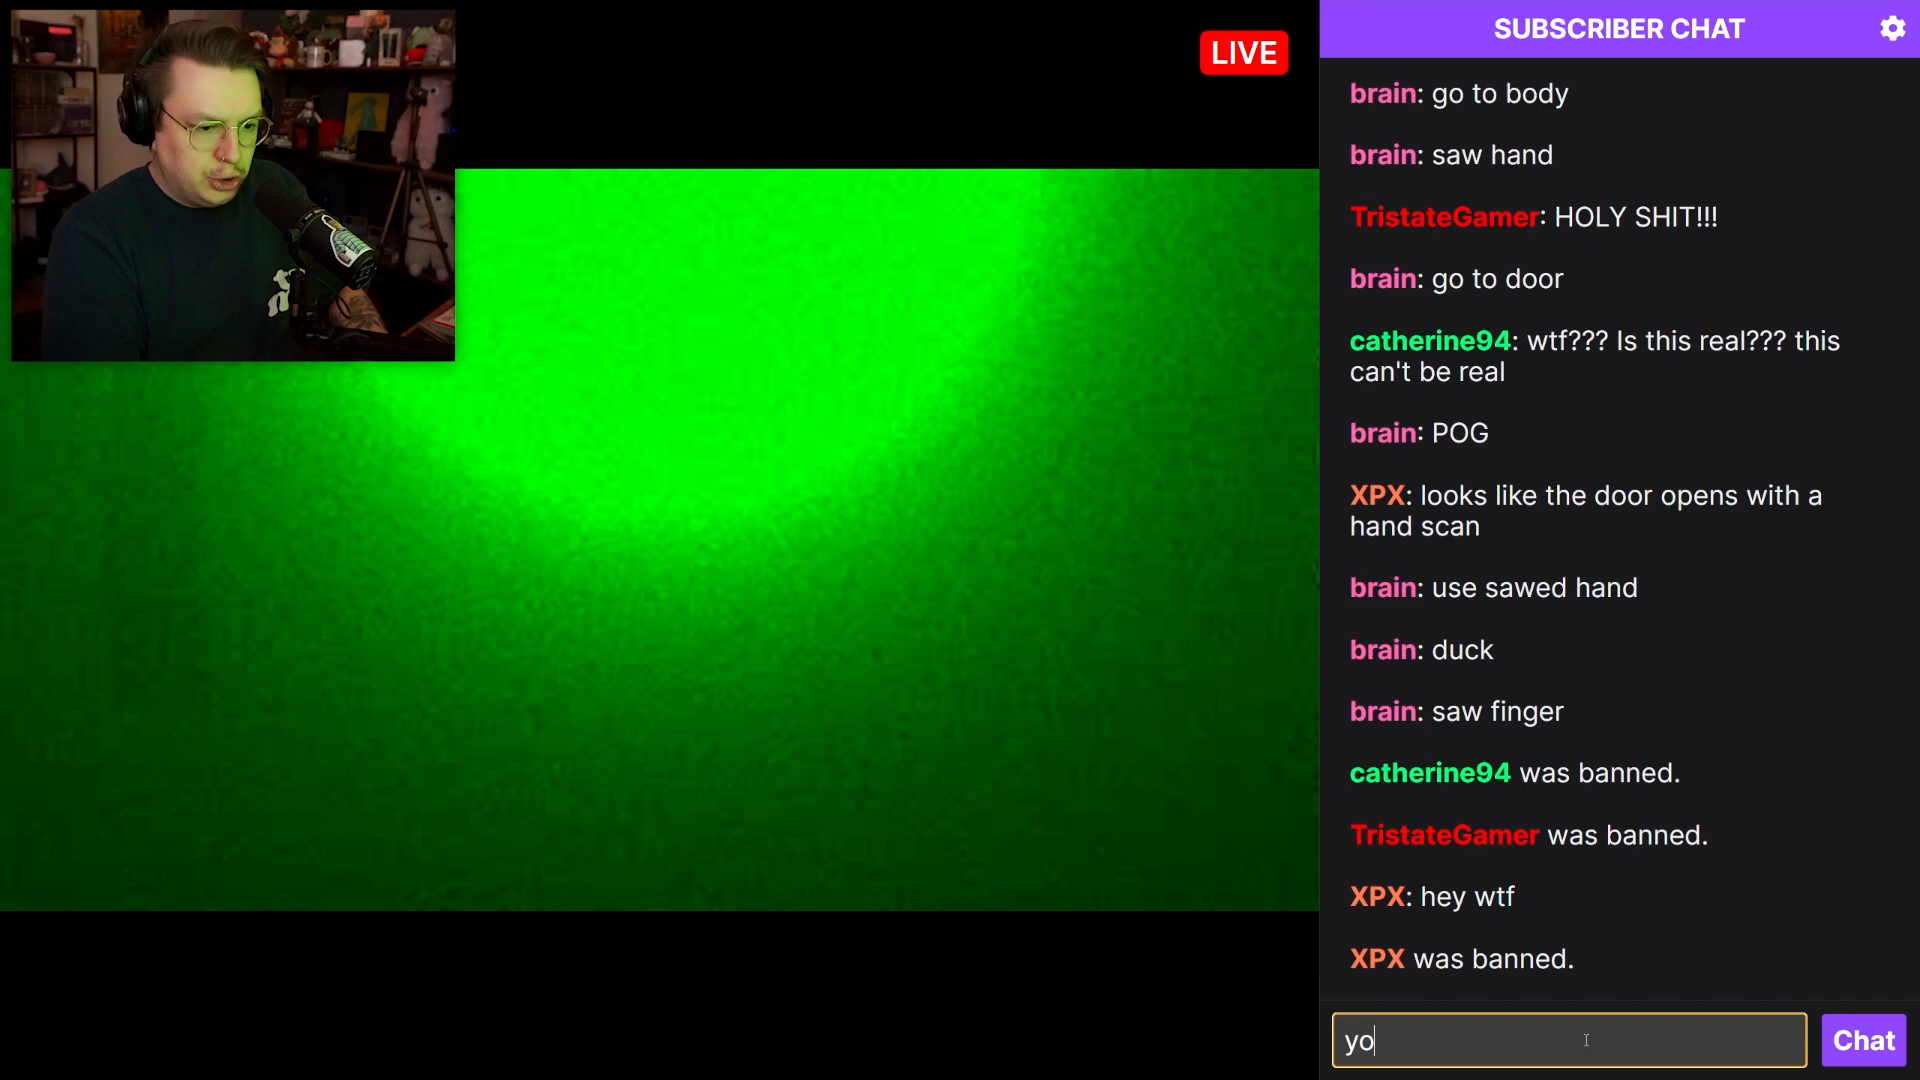 LIVE
SUBSCRIBER CHAT
brain: go to body
brain: saw hand
TristateGamer: HOLY SHIT!!!
brain: go to door
catherine94: wtf??? Is this real??? this
can't be real
brain: POG
XPX: looks like the door opens with a
hand scan
brain: use sawed hand
brain: duck
brain: saw finger
catherine94 was banned.
TristateGamer was banned.
XPX: hey wtf
XPX was banned.
yo
Chat